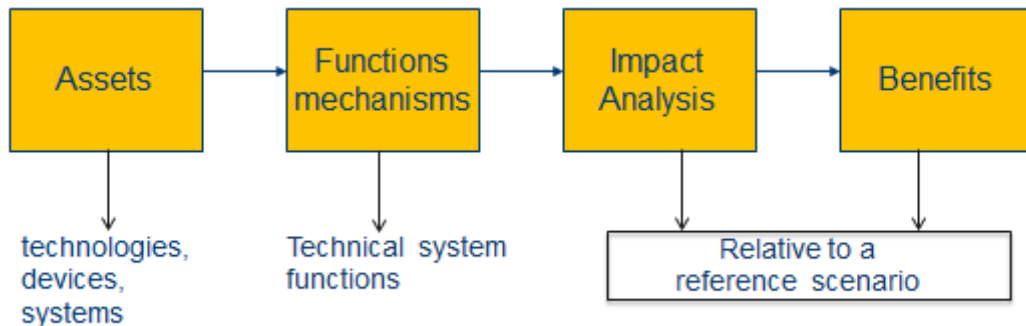 Assets
Functions
mechanisms
Impact
Analysis
Benefits
technologies,
devices,
systems
Technical system
functions
Relative to a
reference scenario